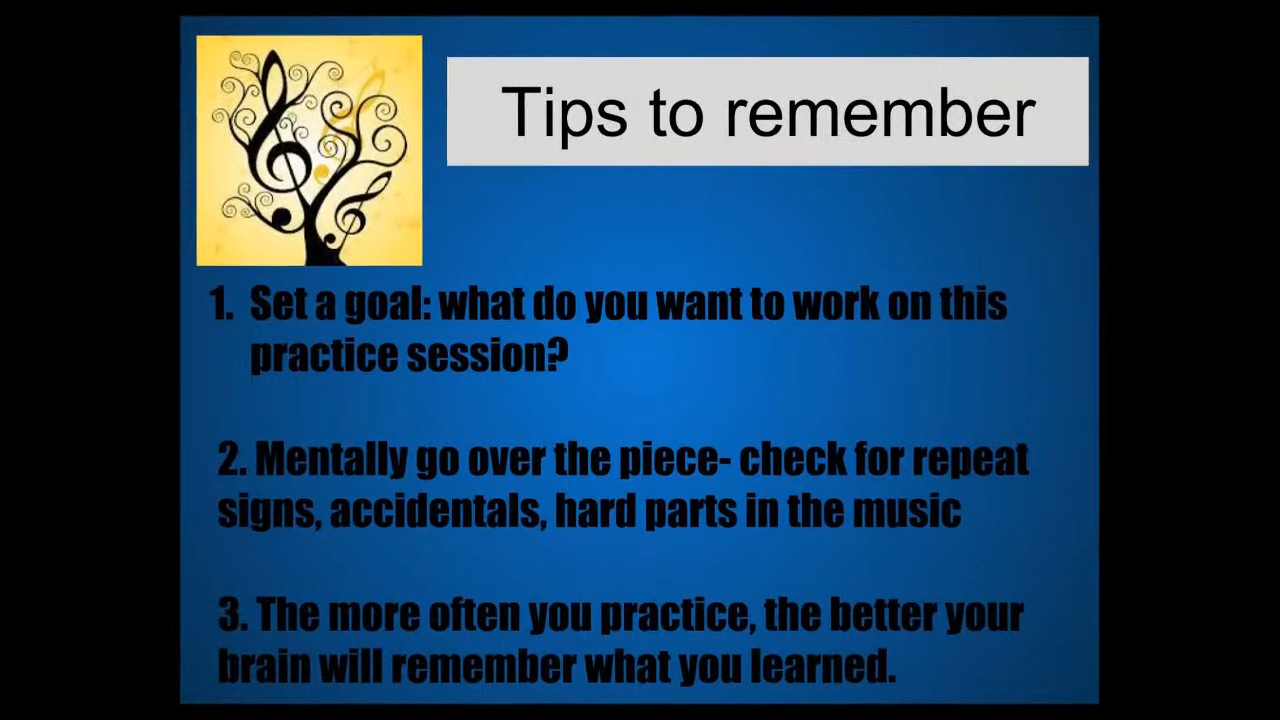 Tips to remember
1. Set a goal: what do you want to work on this
practice session?
2. Mentally go over the piece- check for repeat
signs, accidentals, hard parts in the music
3. The more often you practice, the better your
brain will remember what you learned.